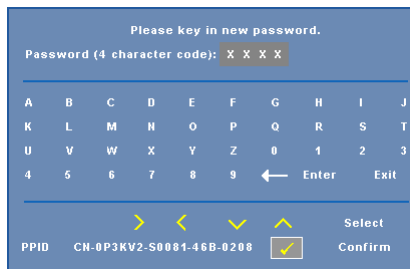 Please key in new password.
Password (4 character code): X X X X
A B C D E F G H I J
K L M N O P Q R S T
U V W X Y Z 0 1 2 3
4 5 6 7 8 9 Enter Exit
Select
PPID CN-0P3KV2-S0081-46B-0208 Confirm